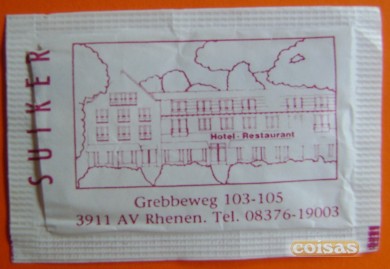 SUIKER
Hotel-Restaurant
Grebbeweg 103-105
3911 AV Rhenen. Tel. 08376-19003
coisas